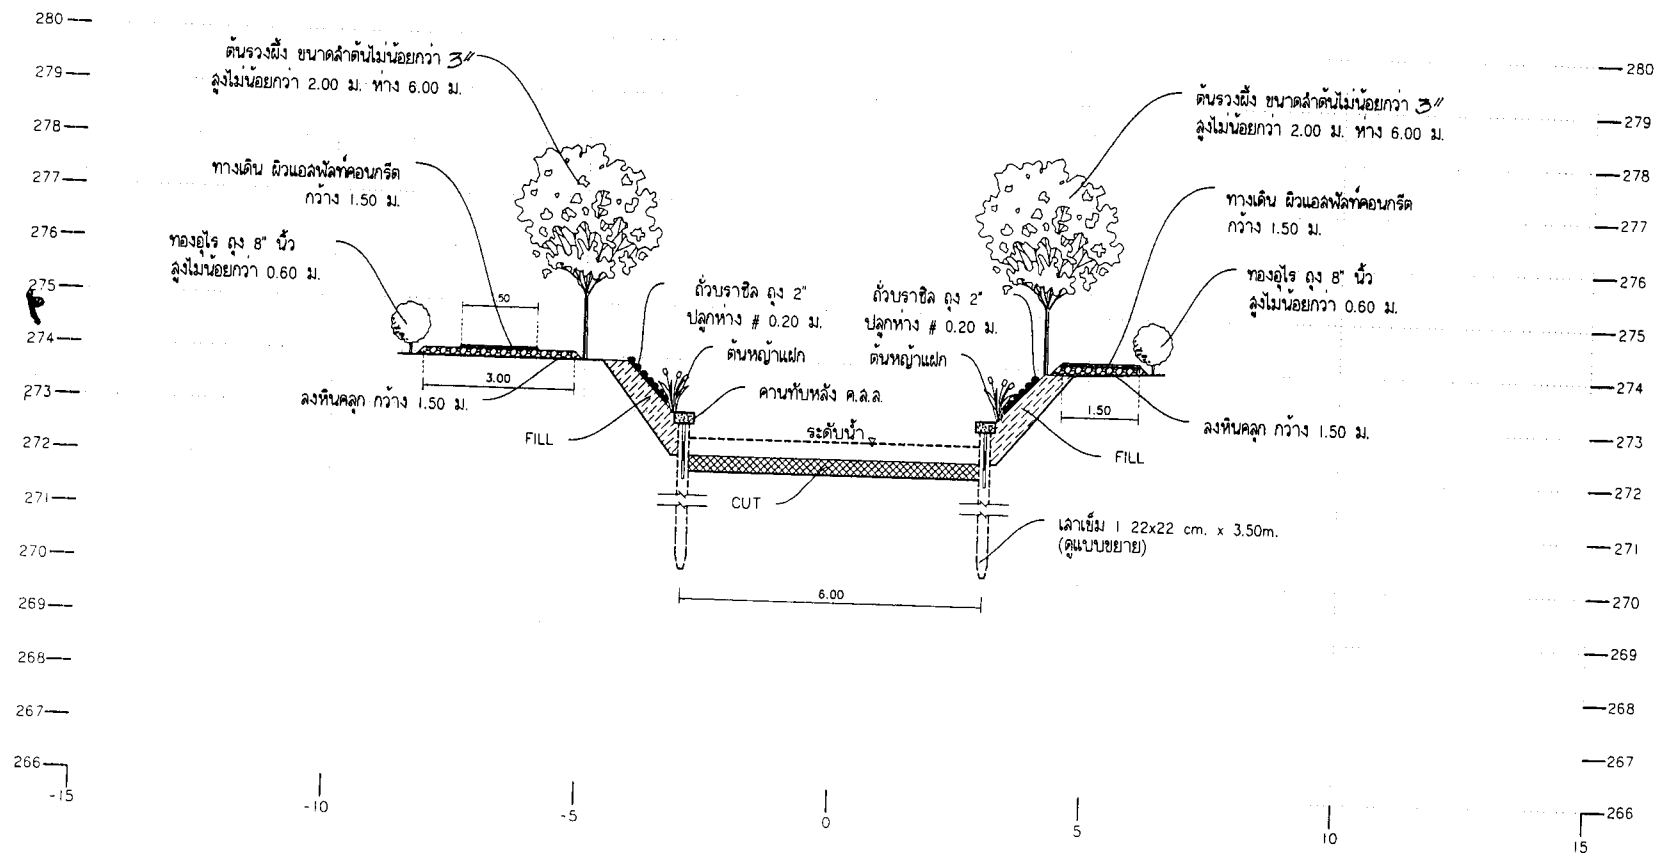 280
279
278
277
276
275
274
273
272
271
270
269
268
267
266
ต้นรวงผึ้ง ขนาดลำต้นไม่น้อยกว่า 3"
สูงไม่น้อยกว่า 2.00 ม. ห่าง 6.00 ม.
ทางเดิน ผิวแอสฟัลท์คอนกรีต
กว้าง 1.50 ม.
ทองอุไร ถุง 8" นิ้ว
สูงไม่น้อยกว่า 0.60 ม.
.50
3.00
ลงหินคลุก กว้าง 1.50 ม.
FILL
ถั่วบราซิล ถุง 2"
ปลูกห่าง # 0.20 ม.
ต้นหญ้าแฝก
คานทับหลัง ค.ส.ล.
ระดับน้ำ
CUT
6.00
ถั่วบราซิล ถุง 2"
ปลูกห่าง # 0.20 ม.
ต้นหญ้าแฝก
ต้นรวงผึ้ง ขนาดลำต้นไม่น้อยกว่า 3"
สูงไม่น้อยกว่า 2.00 ม. ห่าง 6.00 ม.
ทางเดิน ผิวแอสฟัลท์คอนกรีต
กว้าง 1.50 ม.
ทองอุไร ถุง 8" นิ้ว
สูงไม่น้อยกว่า 0.60 ม.
1.50
ลงหินคลุก กว้าง 1.50 ม.
FILL
เสาเข็ม I 22x22 cm. x 3.50m.
(ดูแบบขยาย)
280
279
278
277
276
275
274
273
272
271
270
269
268
267
266
-15
-10
-5
0
5
10
15